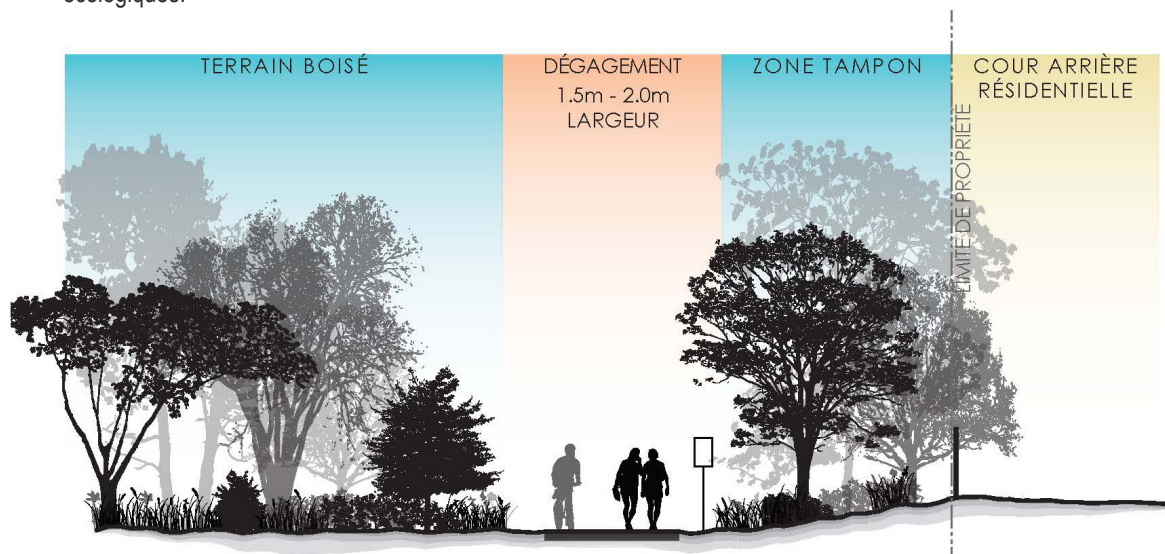 TERRAIN BOISÉ
DÉGAGEMENT
1.5m - 2.0m
LARGEUR
ZONE TAMPON
COUR ARRIÈRE
RÉSIDENTIELLE
LIMITE DE PROPRIÉTÉ